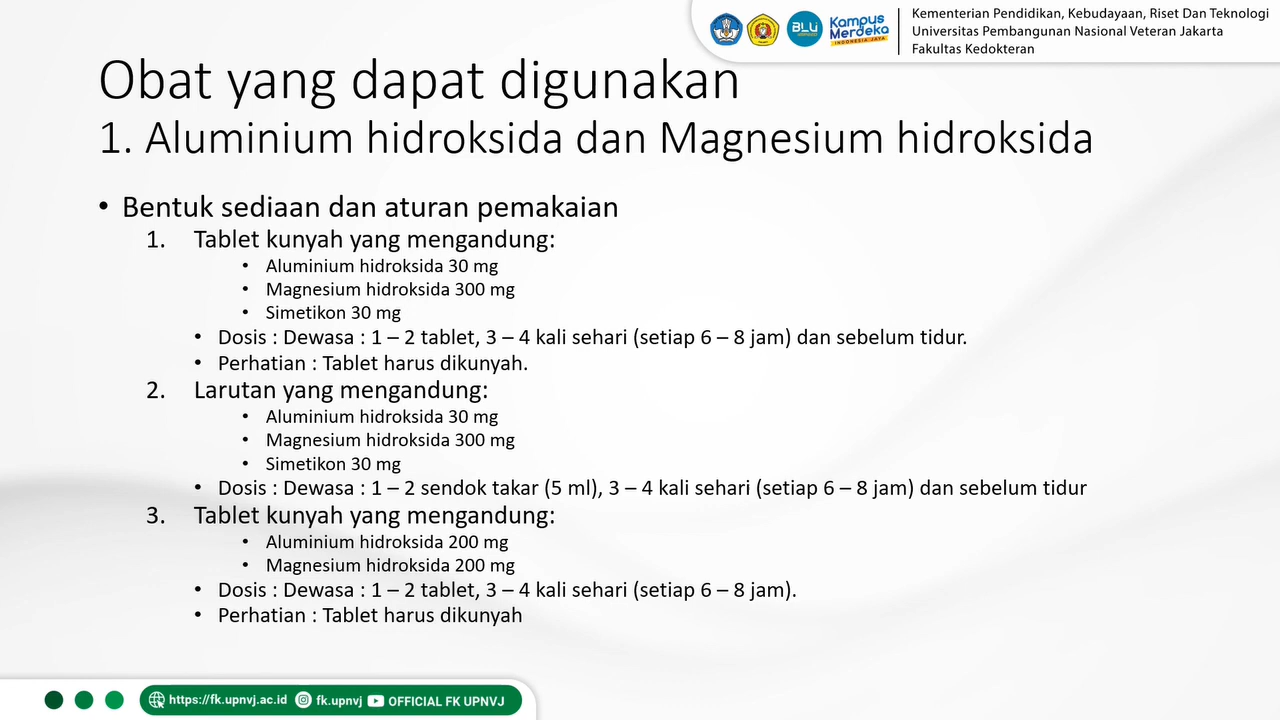 BLU
Kampus
Merdeka
INDONESIA JAYA
Kementerian Pendidikan, Kebudayaan, Riset Dan Teknologi
Universitas Pembangunan Nasional Veteran Jakarta
Fakultas Kedokteran
Obat yang dapat digunakan
1. Aluminium hidroksida dan Magnesium hidroksida
• Bentuk sediaan dan aturan pemakaian
1. Tablet kunyah yang mengandung:
• Aluminium hidroksida 30 mg
• Magnesium hidroksida 300 mg
• Simetikon 30 mg
• Dosis : Dewasa : 1 – 2 tablet, 3 – 4 kali sehari (setiap 6 – 8 jam) dan sebelum tidur.
• Perhatian : Tablet harus dikunyah.
2. Larutan yang mengandung:
• Aluminium hidroksida 30 mg
• Magnesium hidroksida 300 mg
• Simetikon 30 mg
• Dosis : Dewasa : 1 – 2 sendok takar (5 ml), 3 – 4 kali sehari (setiap 6 – 8 jam) dan sebelum tidur
3. Tablet kunyah yang mengandung:
• Aluminium hidroksida 200 mg
• Magnesium hidroksida 200 mg
• Dosis : Dewasa : 1 – 2 tablet, 3 – 4 kali sehari (setiap 6 – 8 jam).
• Perhatian : Tablet harus dikunyah
https://fk.upnvj.ac.id fk.upnvj OFFICIAL FK UPNVJ